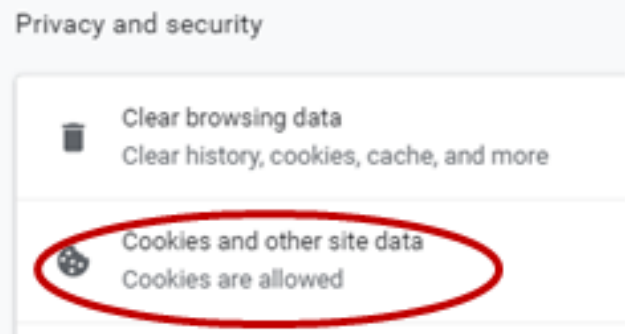 Privacy and security
Clear browsing data
Clear history, cookies, cache, and more
Cookies and other site data
Cookies are allowed